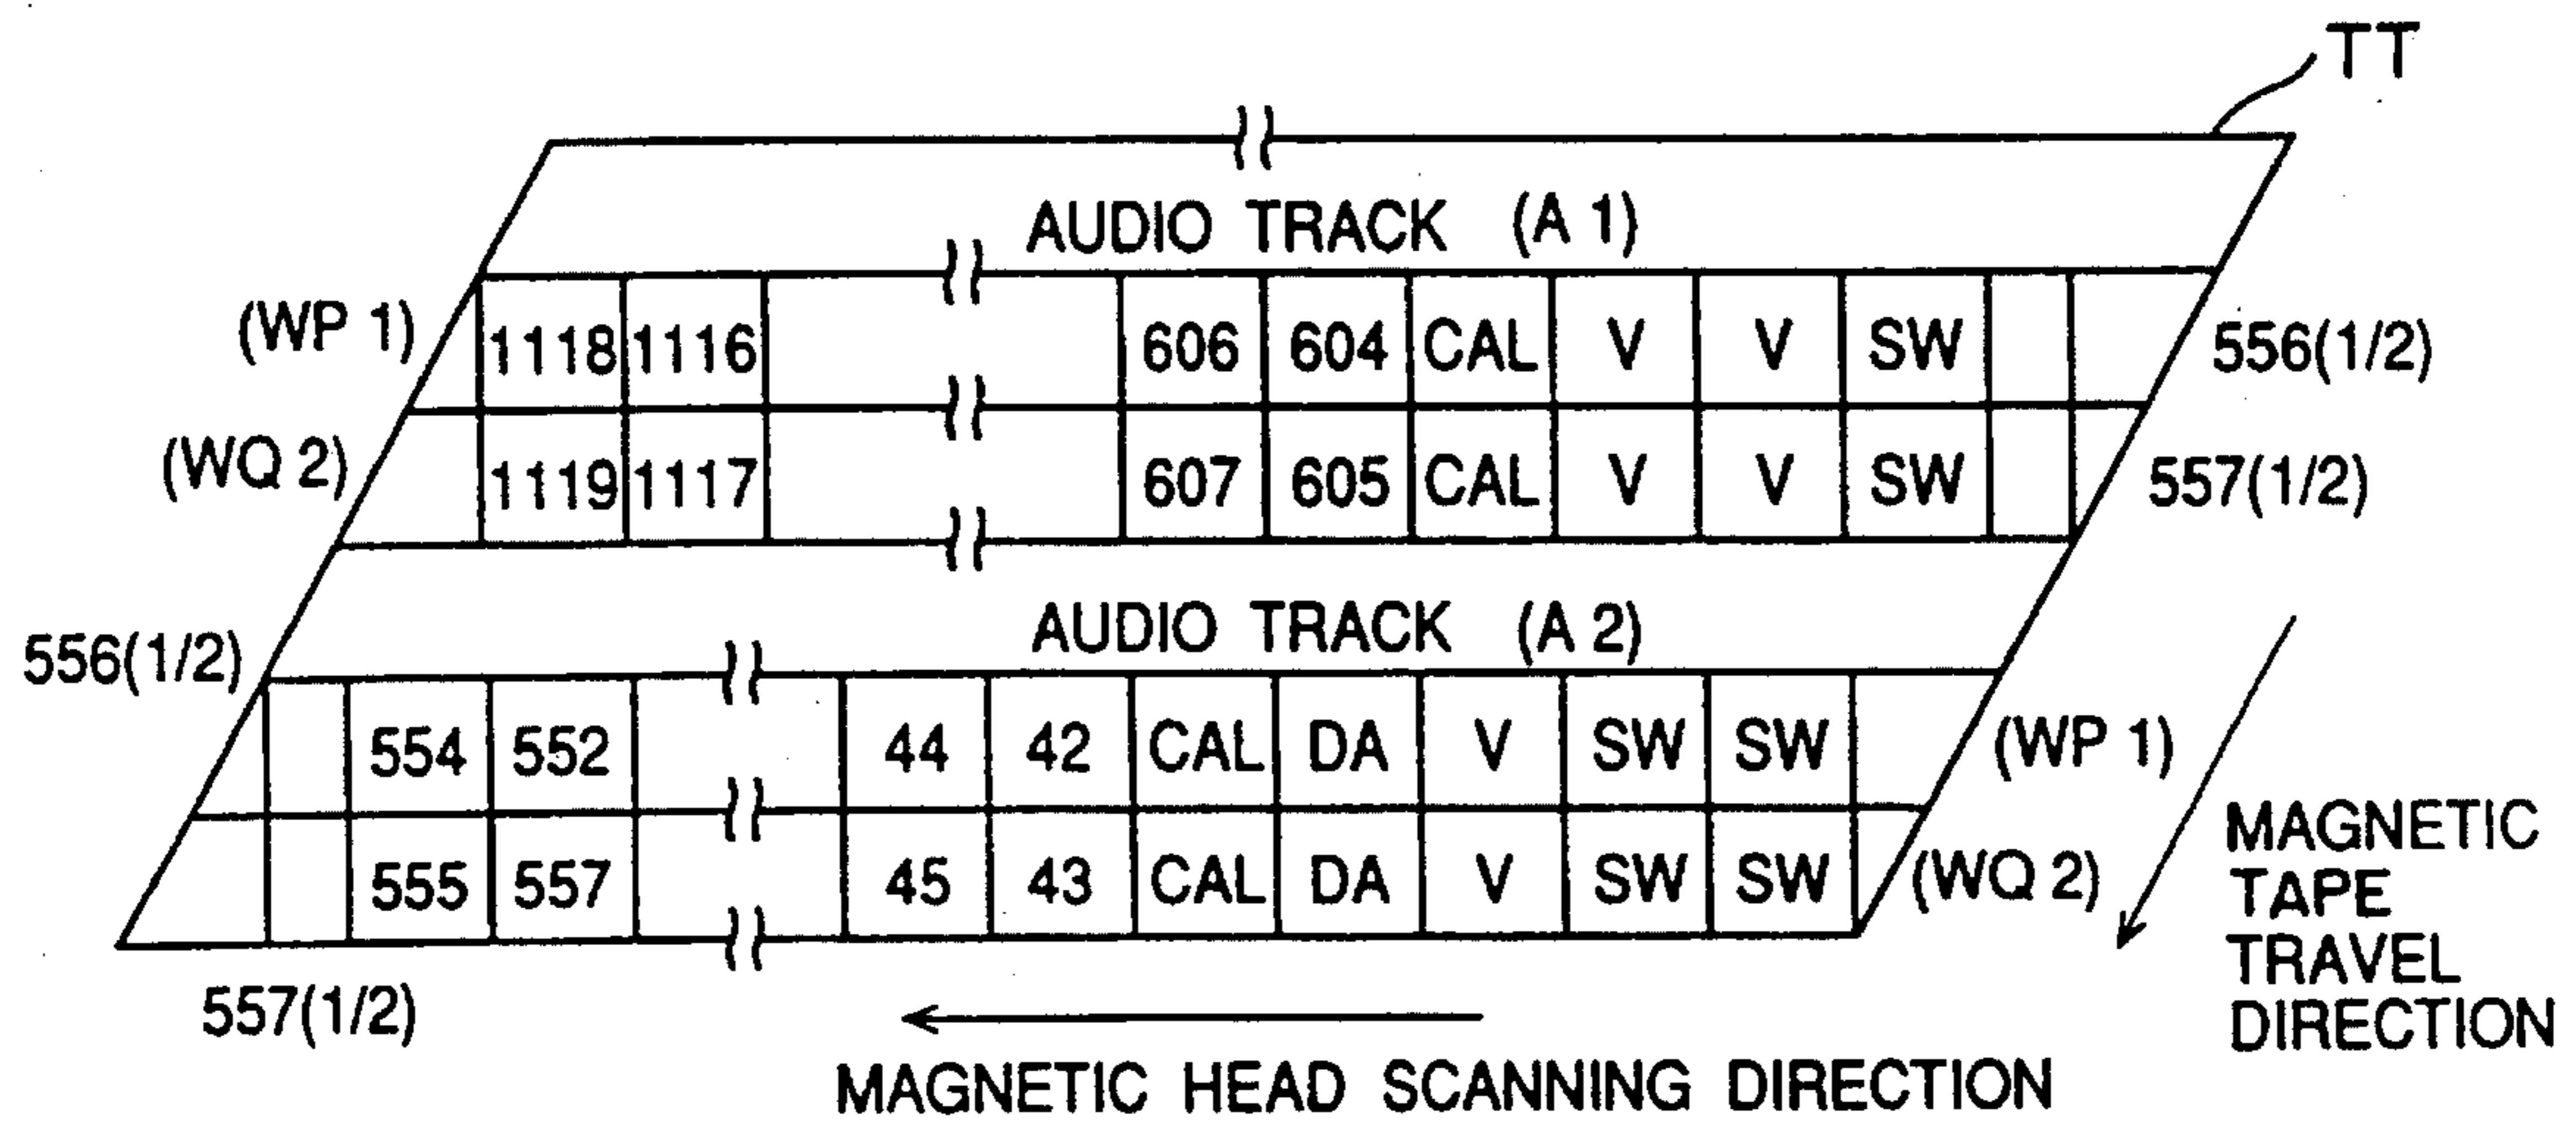 TT
AUDIO TRACK (A 1)
(WP 1) 1118 1116 606 604 CAL V V SW 556(1/2)
(WQ 2) 1119 1117 607 605 CAL V V SW 557(1/2)
AUDIO TRACK (A 2)
556(1/2)
554 552 44 42 CAL DA V SW SW (WP 1)
555 557 45 43 CAL DA V SW SW (WQ 2)
557(1/2)
MAGNETIC
TAPE
TRAVEL
DIRECTION
MAGNETIC HEAD SCANNING DIRECTION